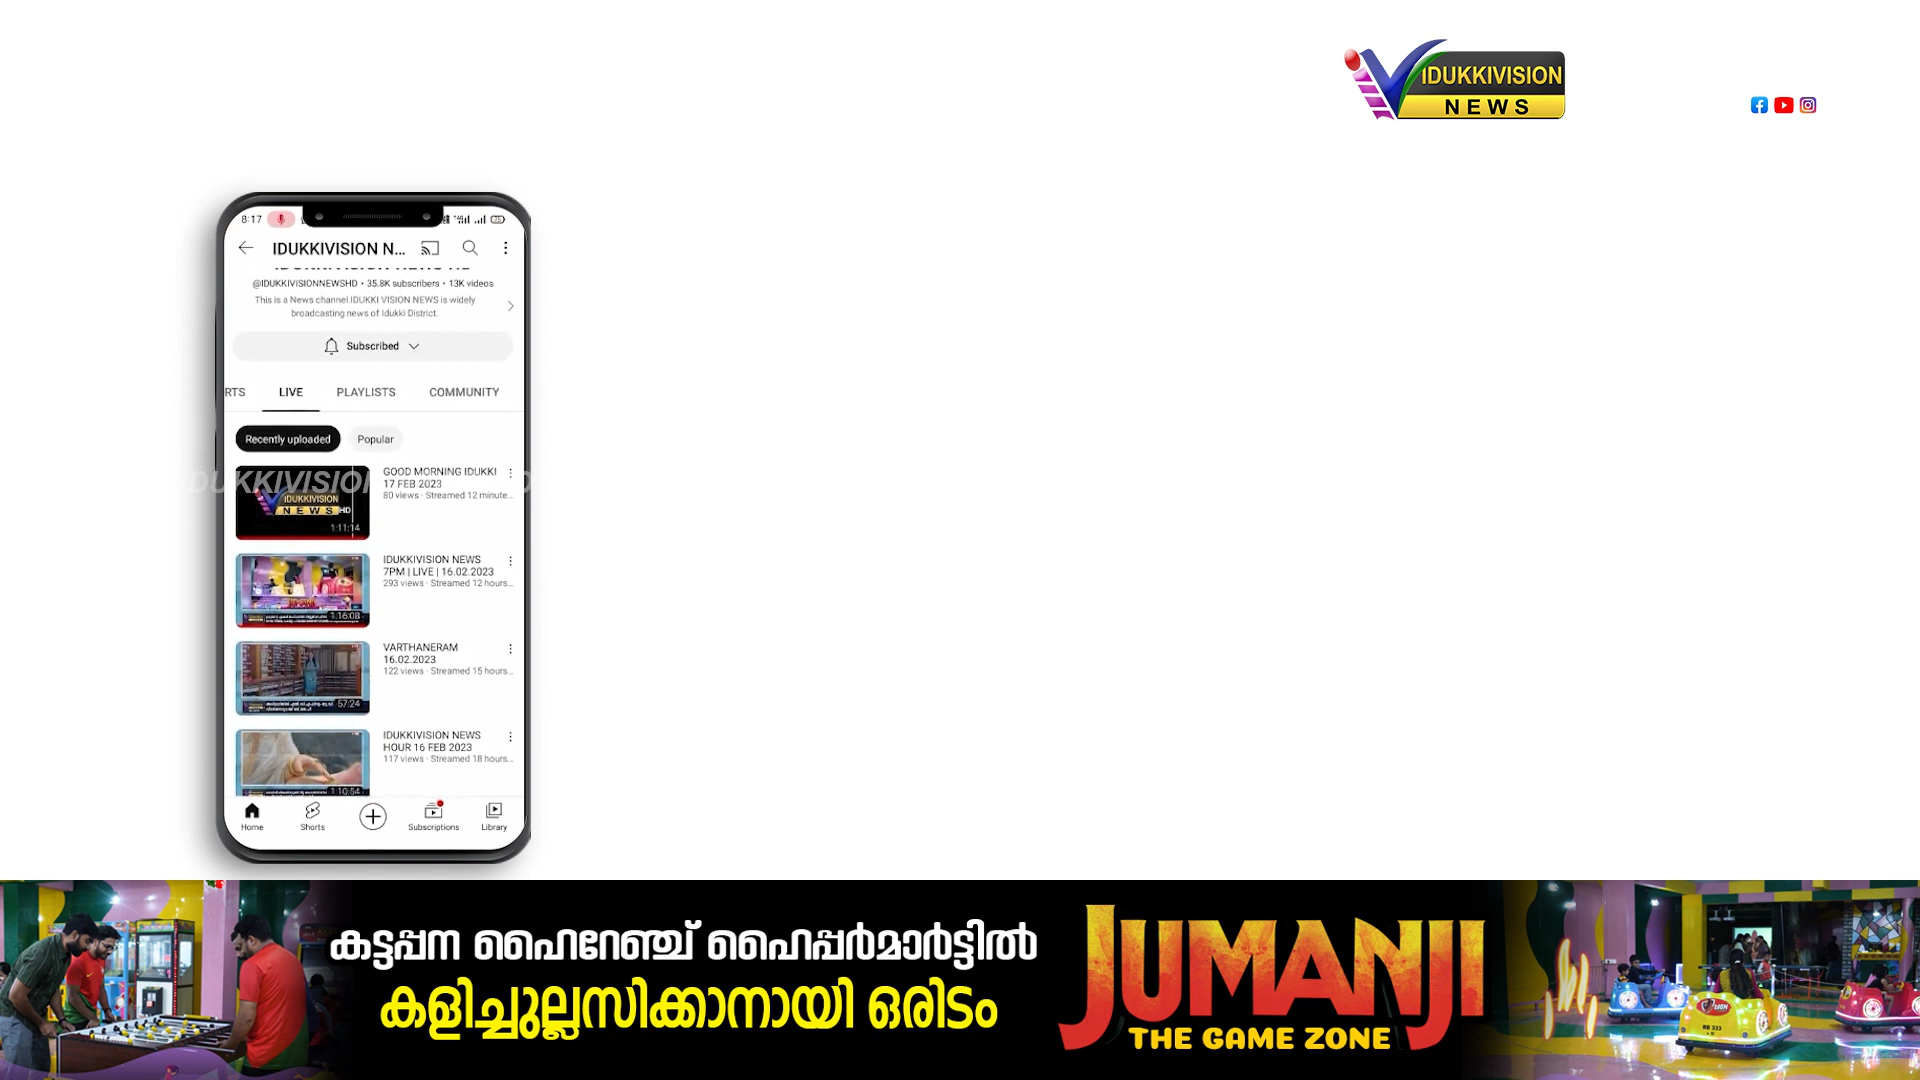 IDUKKIVISION
NEWS
8:17
IDUKKIVISION N...
@IDUKKIVISIONNEWSHD • 35.8K subscribers • 13K videos
This is a News channel.IDUKKI VISION NEWS is widely
broadcasting news of Idukki District.
Subscribed
RTS LIVE PLAYLISTS COMMUNITY
Recently uploaded Popular
DUKKIVISION
GOOD MORNING IDUKKI
17 FEB 2023
80 views · Streamed 12 minute...
IDUKKIVISION
NEWS HD
1:11:14
IDUKKIVISION NEWS
7PM | LIVE | 16.02.2023
293 views · Streamed 12 hours...
1:16:08
VARTHANERAM
16.02.2023
122 views · Streamed 15 hours...
57:24
IDUKKIVISION NEWS
HOUR 16 FEB 2023
117 views · Streamed 18 hours...
1:10:54
Home Shorts Subscriptions Library
കട്ടപ്പന ഹൈറേഞ്ച് ഹൈപ്പർമാർട്ടിൽ
കളിച്ചുല്ലസിക്കാനായി ഒരിടം
JUMANJI
THE GAME ZONE
LION
RB 333